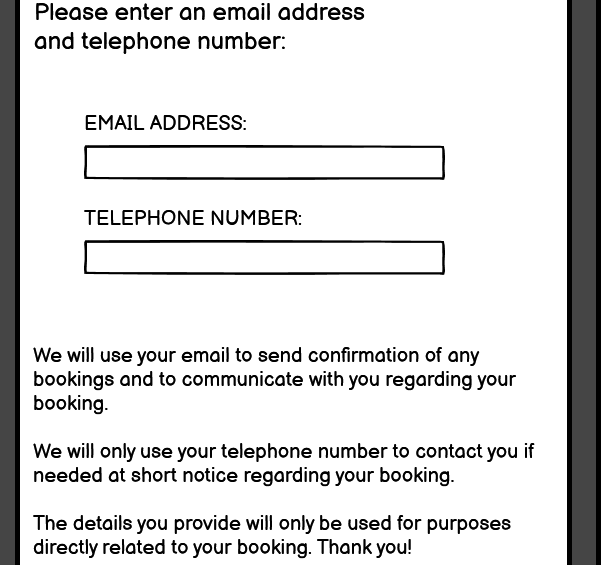 Please enter an email address
and telephone number:
EMAIL ADDRESS:
TELEPHONE NUMBER:
We will use your email to send confirmation of any
bookings and to communicate with you regarding your
booking.
We will only use your telephone number to contact you if
needed at short notice regarding your booking.
The details you provide will only be used for purposes
directly related to your booking. Thank you!